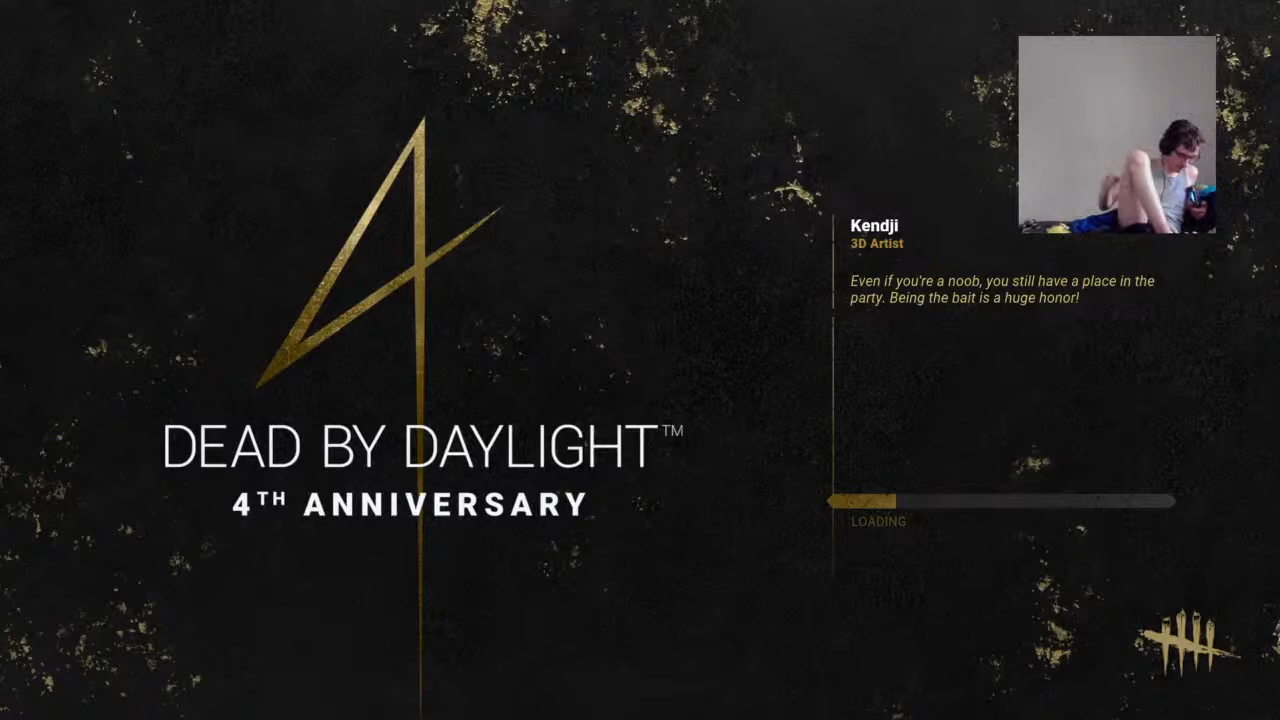 DEAD BY DAYLIGHT™
4TH ANNIVERSARY
Kendji
3D Artist
Even if you're a noob, you still have a place in the
party. Being the bait is a huge honor!
LOADING